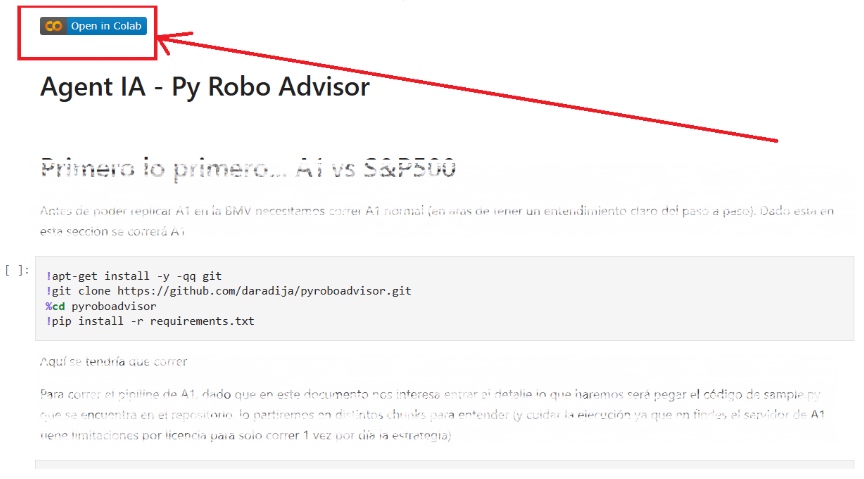 Open in Colab
Agent IA - Py Robo Advisor
Primero lo primero... A1 vs S&P500
Antes de poder replicar A1 en la BMV necesitamos correr A1 normal (en aras de tener un entendimiento claro del paso a paso). Dado esta en
esta sección se correrá A1
[ ]:
!apt-get install -y -qq git
!git clone https://github.com/daradija/pyroboadvisor.git
%cd pyroboadvisor
!pip install -r requirements.txt
Aquí se tendría que correr
Para correr el pipiline de A1, dado que en este documento nos interesa entrar al detalle lo que haremos será pegar el código de sample.py
que se encuentra en el repositorio, lo partiremos en distintos chunks para entender (y cuidar la ejecución ya que en findes el servidor de A1
tiene limitaciones por licencia para solo correr 1 vez por día la estrategia)